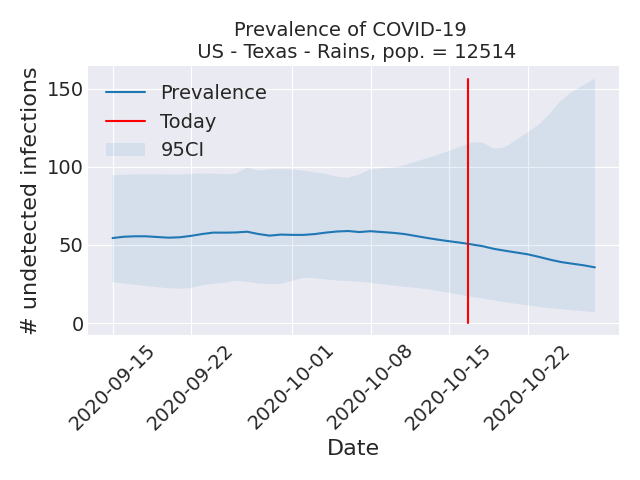 Prevalence of COVID-19
US - Texas - Rains, pop. = 12514
# undetected infections
150
100
50
0
Prevalence
Today
95CI
2020-09-15
2020-09-22
2020-10-01
2020-10-08
2020-10-15
2020-10-22
Date